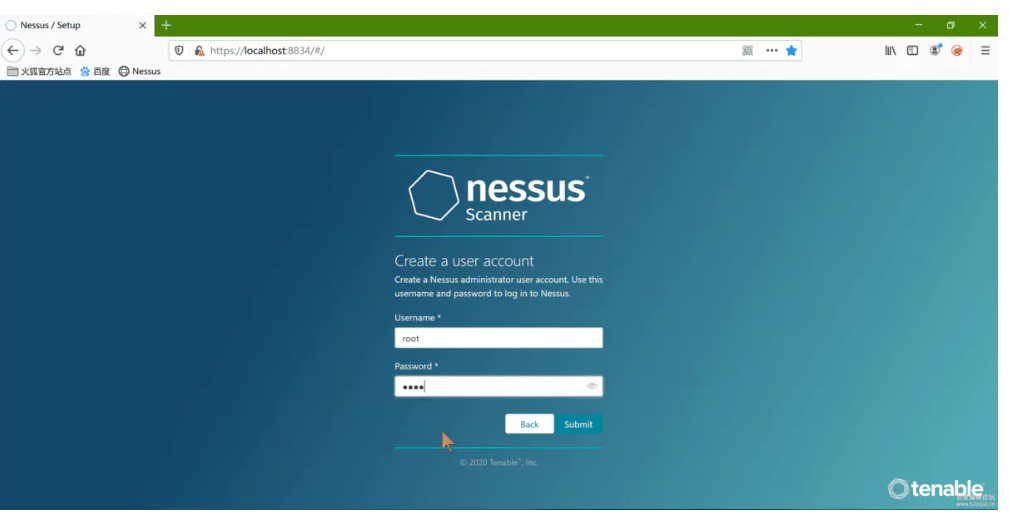 Nessus / Setup
https://localhost:8834/#/
火狐官方站点 百度 Nessus
nessus
Scanner
Create a user account
Create a Nessus administrator user account. Use this
username and password to log in to Nessus.
Username *
root
Password *
••••
Back Submit
© 2020 Tenable™, Inc.
tenable